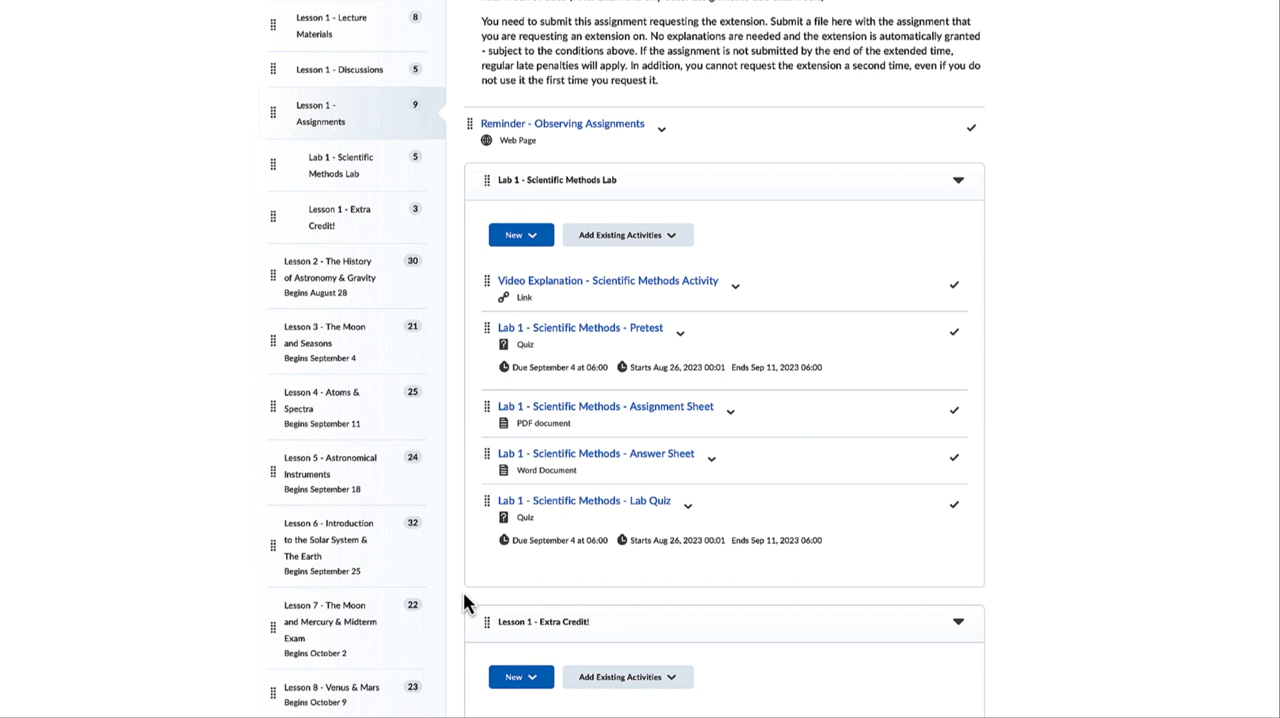 Lesson 1 - Lecture
Materials
8
Lesson 1 - Discussions
5
Lesson 1 -
Assignments
9
Lab 1 - Scientific
Methods Lab
5
Lesson 1 - Extra
Credit!
3
Lesson 2 - The History
of Astronomy & Gravity
Begins August 28
30
Lesson 3 - The Moon
and Seasons
Begins September 4
21
Lesson 4 - Atoms &
Spectra
Begins September 11
25
Lesson 5 - Astronomical
Instruments
Begins September 18
24
Lesson 6 - Introduction
to the Solar System &
The Earth
Begins September 25
32
Lesson 7 - The Moon
and Mercury & Midterm
Exam
Begins October 2
22
Lesson 8 - Venus & Mars
Begins October 9
23
You need to submit this assignment requesting the extension. Submit a file here with the assignment that
you are requesting an extension on. No explanations are needed and the extension is automatically granted
- subject to the conditions above. If the assignment is not submitted by the end of the extended time,
regular late penalties will apply. In addition, you cannot request the extension a second time, even if you do
not use it the first time you request it.
Reminder - Observing Assignments
Web Page
Lab 1 - Scientific Methods Lab
New
Add Existing Activities
Video Explanation - Scientific Methods Activity
Link
Lab 1 - Scientific Methods - Pretest
Quiz
Due September 4 at 06:00 Starts Aug 26, 2023 00:01 Ends Sep 11, 2023 06:00
Lab 1 - Scientific Methods - Assignment Sheet
PDF document
Lab 1 - Scientific Methods - Answer Sheet
Word Document
Lab 1 - Scientific Methods - Lab Quiz
Quiz
Due September 4 at 06:00 Starts Aug 26, 2023 00:01 Ends Sep 11, 2023 06:00
Lesson 1 - Extra Credit!
New
Add Existing Activities